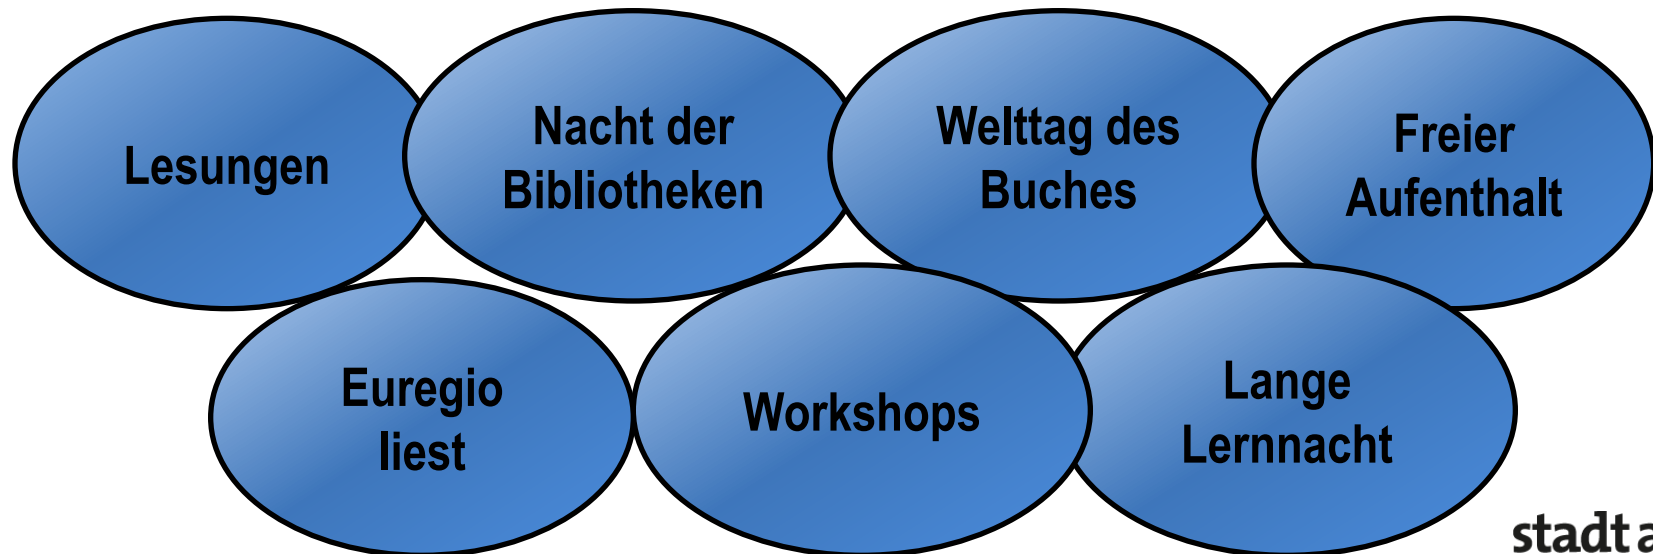 Lesungen
Nacht der
Bibliotheken
Welttag des
Buches
Freier
Aufenthalt
Euregio
liest
Workshops
Lange
Lernnacht
stadt a